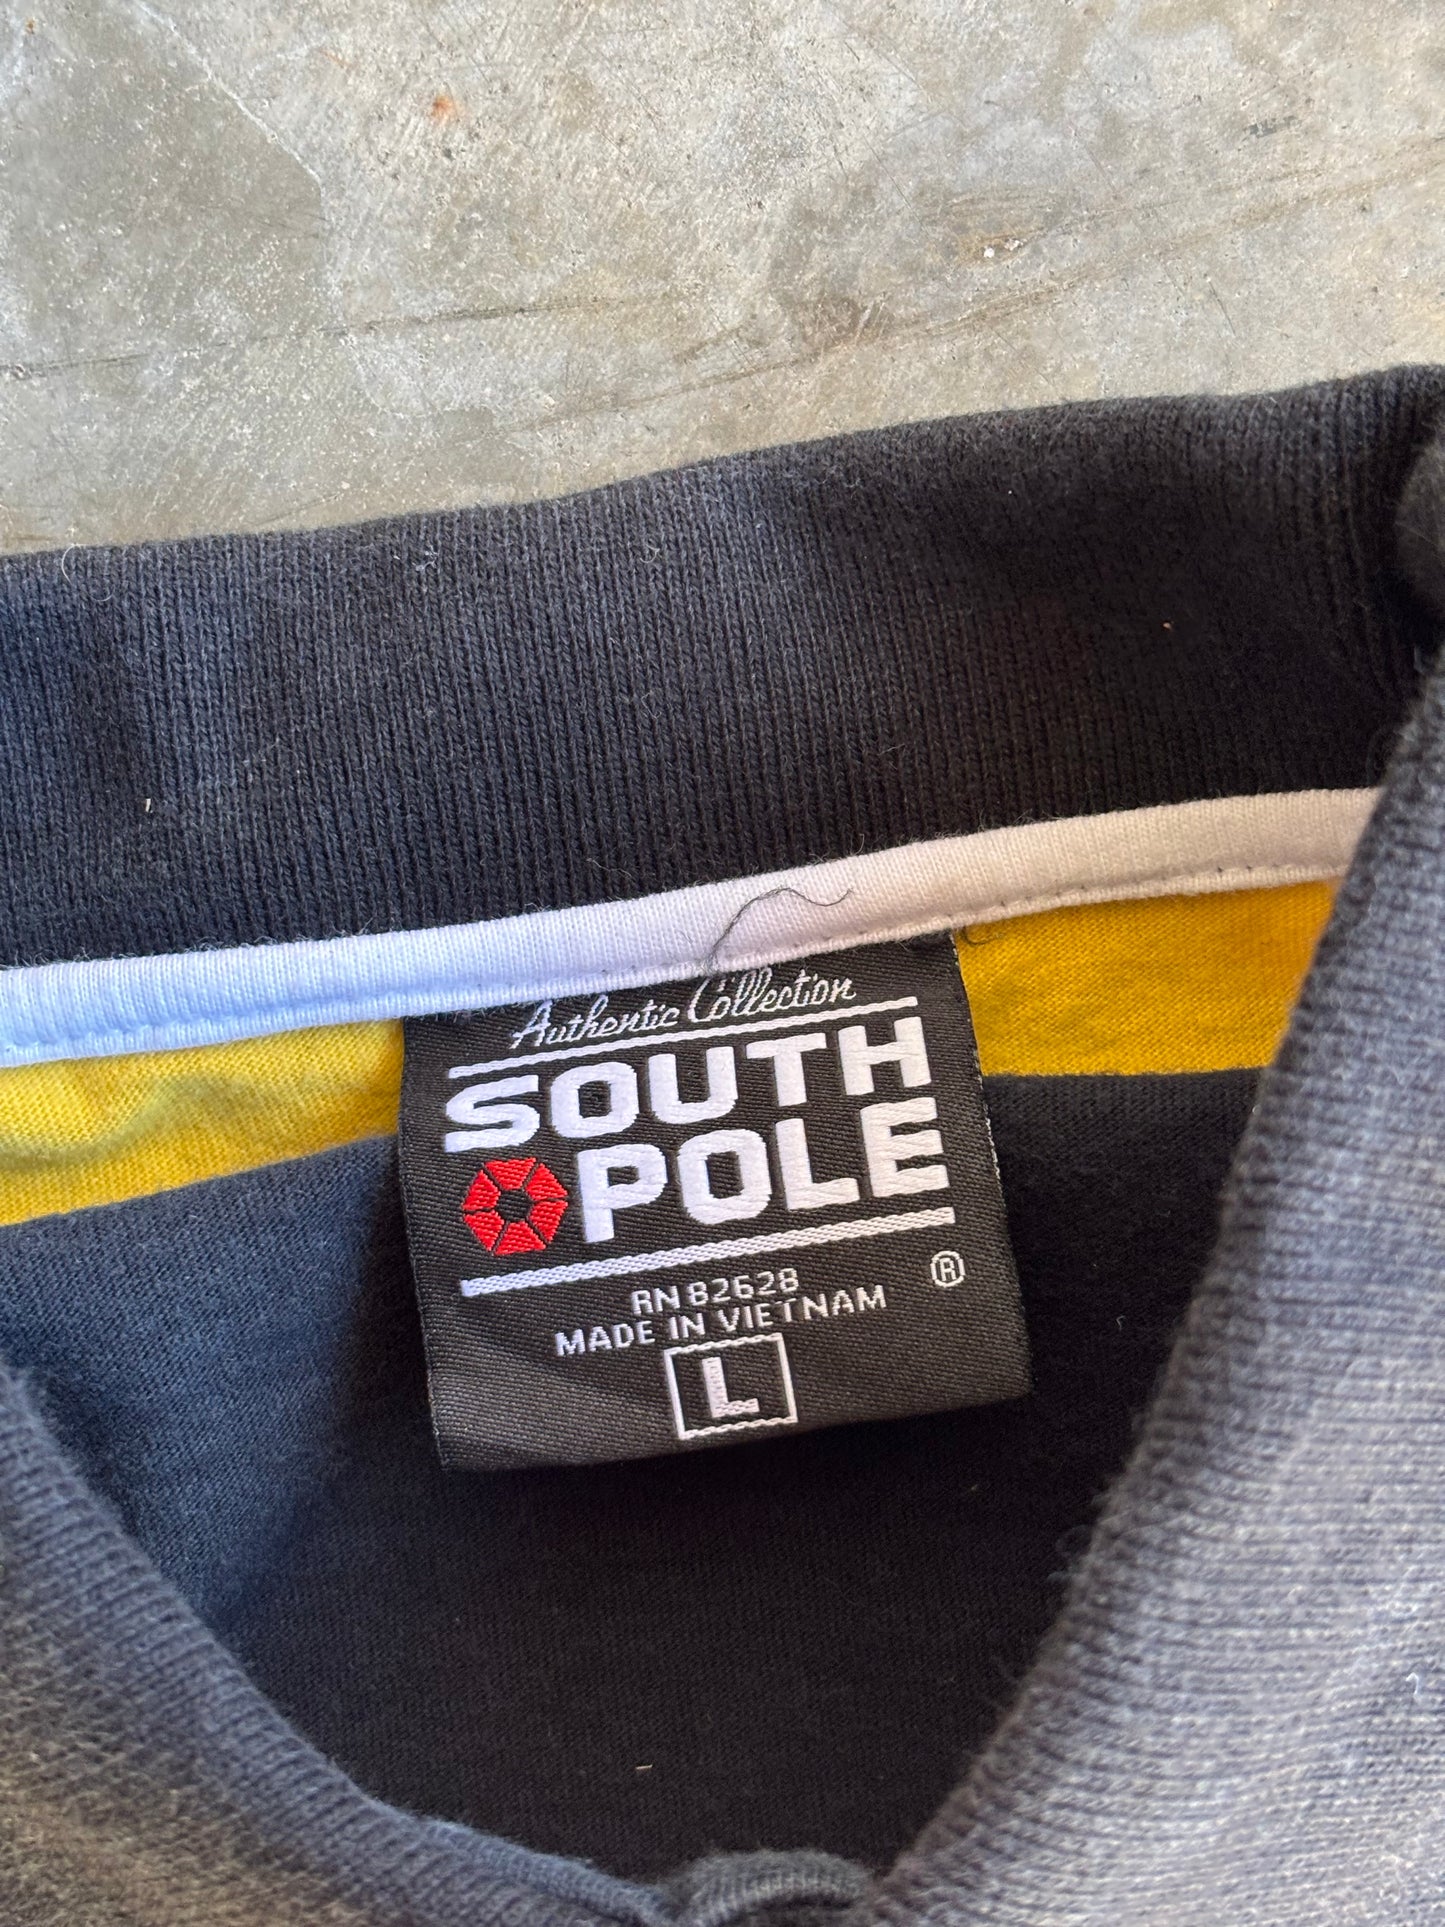 Authentic Collection
SOUTH
POLE
®
RN 82628
MADE IN VIETNAM
L